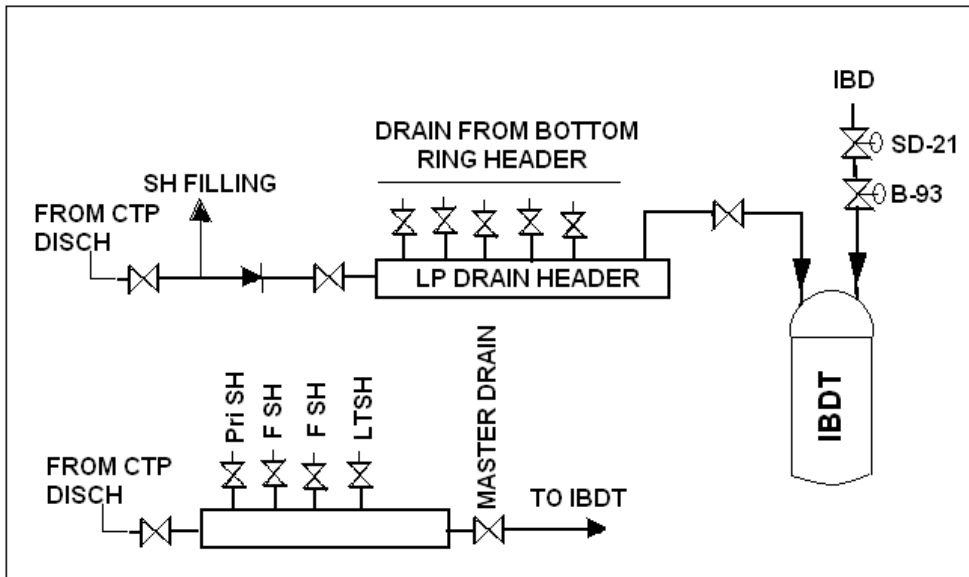 IBD
DRAIN FROM BOTTOM
RING HEADER
SD-21
B-93
SH FILLING
FROM CTP
DISCH
LP DRAIN HEADER
IBDT
Pri SH
F SH
F SH
LTSH
MASTER DRAIN
FROM CTP
DISCH
TO IBDT